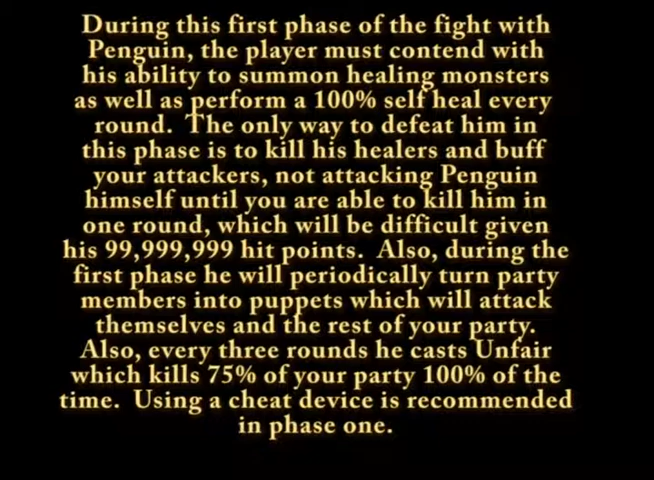 During this first phase of the fight with
Penguin, the player must contend with
his ability to summon healing monsters
as well as perform a 100% self heal every
round.  The only way to defeat him in
this phase is to kill his healers and buff
your attackers, not attacking Penguin
himself until you are able to kill him in
one round, which will be difficult given
his 99,999,999 hit points.  Also, during the
first phase he will periodically turn party
members into puppets which will attack
themselves and the rest of your party.
Also, every three rounds he casts Unfair
which kills 75% of your party 100% of the
time.  Using a cheat device is recommended
in phase one.